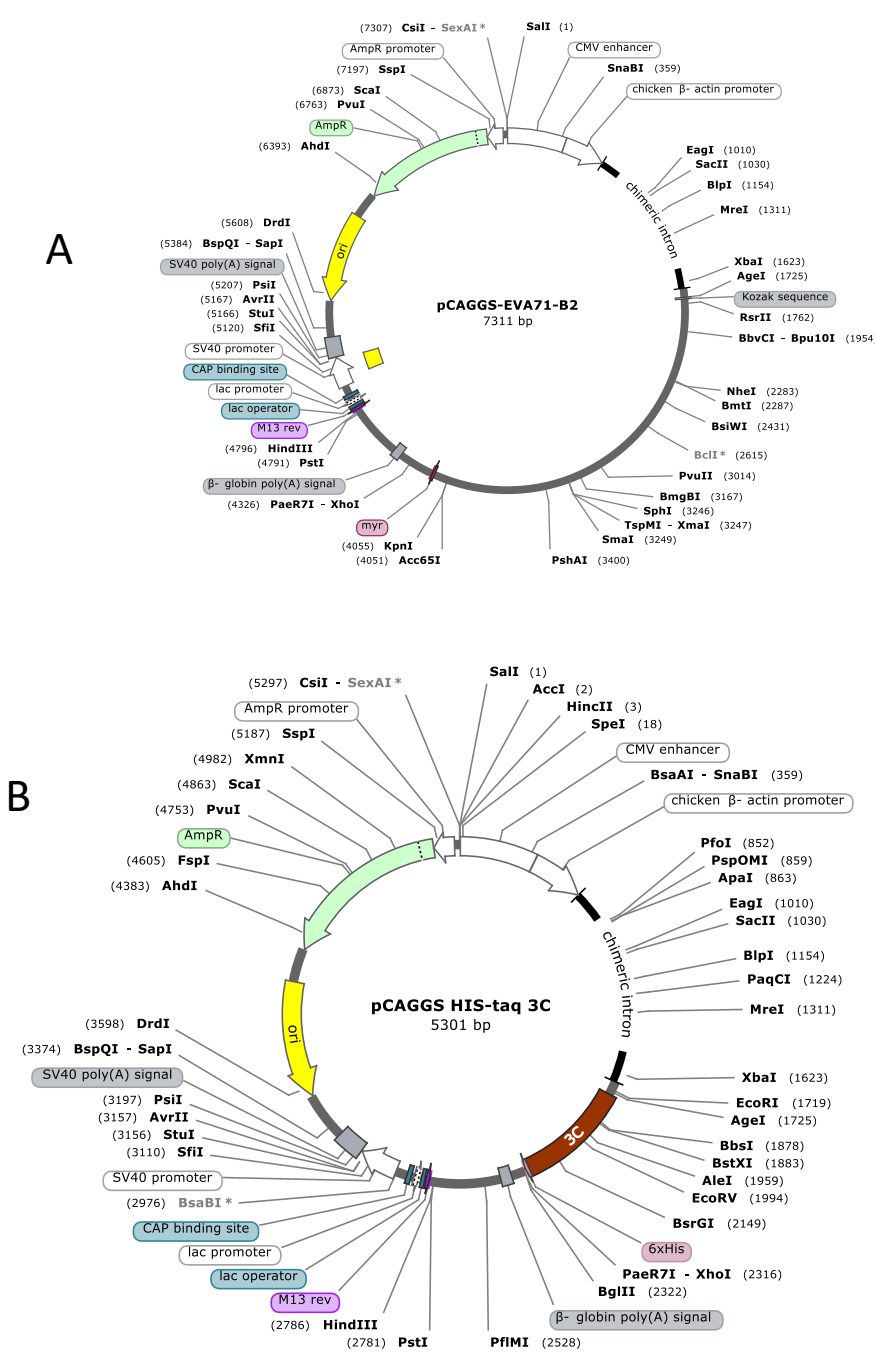 (7307) CsiI - SexAI *
SalI (1)
AmpR promoter
CMV enhancer
(7197) SspI
SnaBI (359)
(6873) ScaI
chicken β- actin promoter
(6763) PvuI
AmpR
(6393) AhdI
EagI (1010)
SacII (1030)
BlpI (1154)
MreI (1311)
chimeric intron
(5608) DrdI
ori
A
(5384) BspQI - SapI
SV40 poly(A) signal
XbaI (1623)
AgeI (1725)
(5207) PsiI
Kozak sequence
(5167) AvrII
pCAGGS-EVA71-B2
(5166) StuI
7311 bp
RsrII (1762)
(5120) SfiI
BbvCI - Bpu10I (1954
SV40 promoter
CAP binding site
lac promoter
NheI (2283)
lac operator
BmtI (2287)
M13 rev
BsiWI (2431)
(4796) HindIII
(4791) PstI
BclI * (2615)
β- globin poly(A) signal
PvuII (3014)
(4326) PaeR7I - XhoI
BmgBI (3167)
SphI (3246)
myr
TspMI - XmaI (3247)
SmaI (3249)
(4055) KpnI
(4051) Acc65I
PshAI (3400)
(5297) CsiI - SexAI *
SalI (1)
AccI (2)
AmpR promoter
HincII (3)
(5187) SspI
SpeI (18)
(4982) XmnI
CMV enhancer
(4863) ScaI
BsaAI - SnaBI (359)
B
(4753) PvuI
chicken β- actin promoter
AmpR
(4605) FspI
PfoI (852)
PspOMI (859)
(4383) AhdI
ApaI (863)
EagI (1010)
SacII (1030)
chimeric intron
BlpI (1154)
PaqCI (1224)
pCAGGS HIS-taq 3C
MreI (1311)
5301 bp
(3598) DrdI
ori
(3374) BspQI - SapI
SV40 poly(A) signal
XbaI (1623)
(3197) PsiI
EcoRI (1719)
(3157) AvrII
AgeI (1725)
(3156) StuI
3C
BbsI (1878)
(3110) SfiI
BstXI (1883)
SV40 promoter
AleI (1959)
(2976) BsaBI *
EcoRV (1994)
CAP binding site
BsrGI (2149)
lac promoter
6xHis
lac operator
PaeR7I - XhoI (2316)
M13 rev
BglII (2322)
(2786) HindIII
β- globin poly(A) signal
(2781) PstI
PflMI (2528)